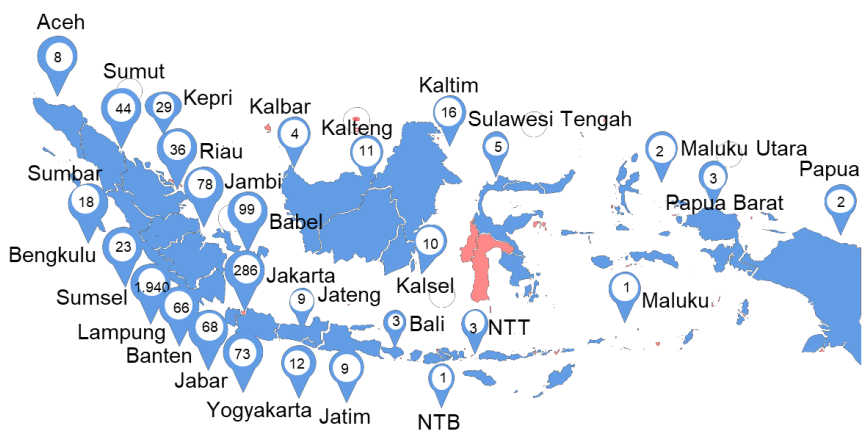 Aceh
8
Sumut
44
29
Kepri
36
Riau
Sumbar
18
78
Jambi
99
Babel
Bengkulu
23
Sumsel
1.940
Lampung
66
Banten
68
Jabar
286
Jakarta
73
Yogyakarta
9
Jateng
12
9
Jatim
Kalbar
4
Kalteng
11
Kaltim
16
Sulawesi Tengah
5
10
Kalsel
3
Bali
3
NTT
1
NTB
2
Maluku Utara
3
Papua Barat
Papua
2
1
Maluku